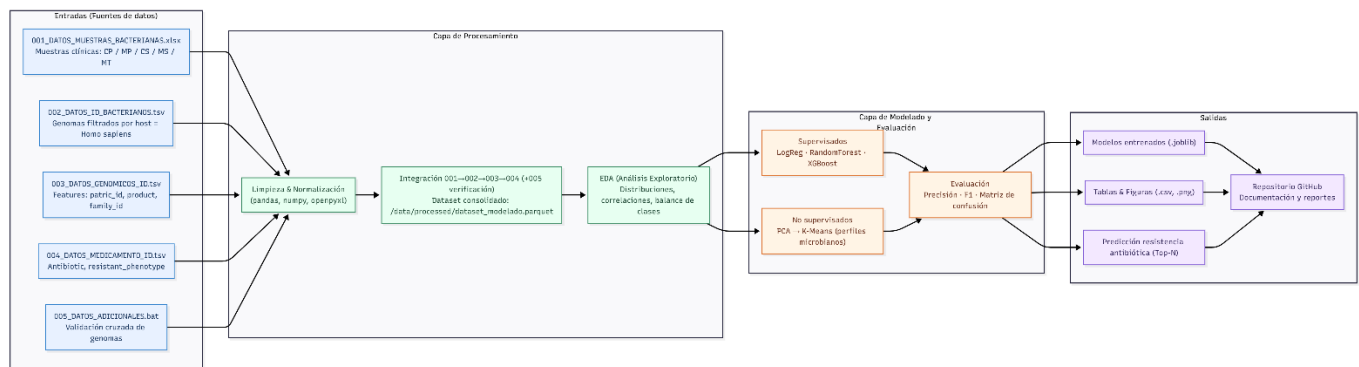 Entradas (Fuentes de datos)
001_DATOS_MUESTRAS_BACTERIANAS.xlsx
Muestras clínicas: CP / MP / CS / MS /
MT
002_DATOS_ID_BACTERIANOS.tsv
Genomas filtrados por host =
Homo sapiens
003_DATOS_GENOMICOS_ID.tsv
Features: patric_id, product,
family_id
004_DATOS_MEDICAMENTO_ID.tsv
Antibiotic, resistant_phenotype
005_DATOS_ADICIONALES.bat
Validación cruzada de
genomas
Capa de Procesamiento
Limpieza & Normalización
(pandas, numpy, openpyxl)
Integración 001→002→003→004 (+005
verificación)
Dataset consolidado:
/data/processed/dataset_modelado.parquet
EDA (Análisis Exploratorio)
Distribuciones,
correlaciones, balance de
clases
Capa de Modelado y
Evaluación
Supervisados
LogReg · RandomForest ·
XGBoost
No supervisados
PCA → K-Means (perfiles
microbianos)
Evaluación
Precisión · F1 · Matriz de
confusión
Salidas
Modelos entrenados (.joblib)
Tablas & Figuras (.csv, .png)
Predicción resistencia
antibiótica (Top-N)
Repositorio GitHub
Documentación y reportes